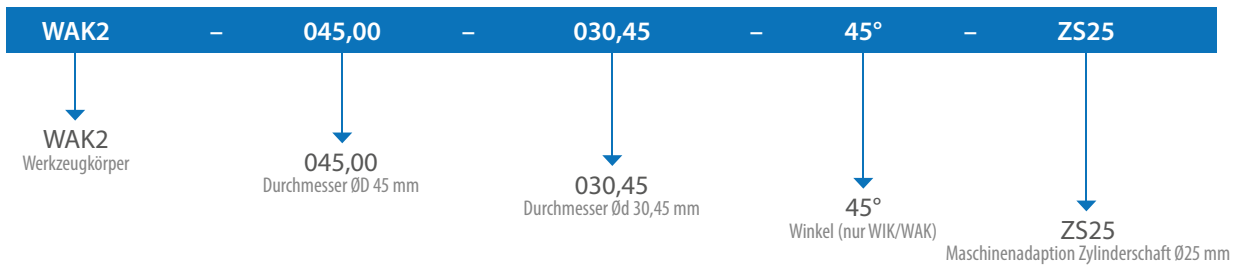 WAK2 – 045,00 – 030,45 – 45° – ZS25
WAK2
Werkzeugkörper
045,00
Durchmesser ØD 45 mm
030,45
Durchmesser Ød 30,45 mm
45°
Winkel (nur WIK/WAK)
ZS25
Maschinenadaption Zylinderschaft Ø25 mm